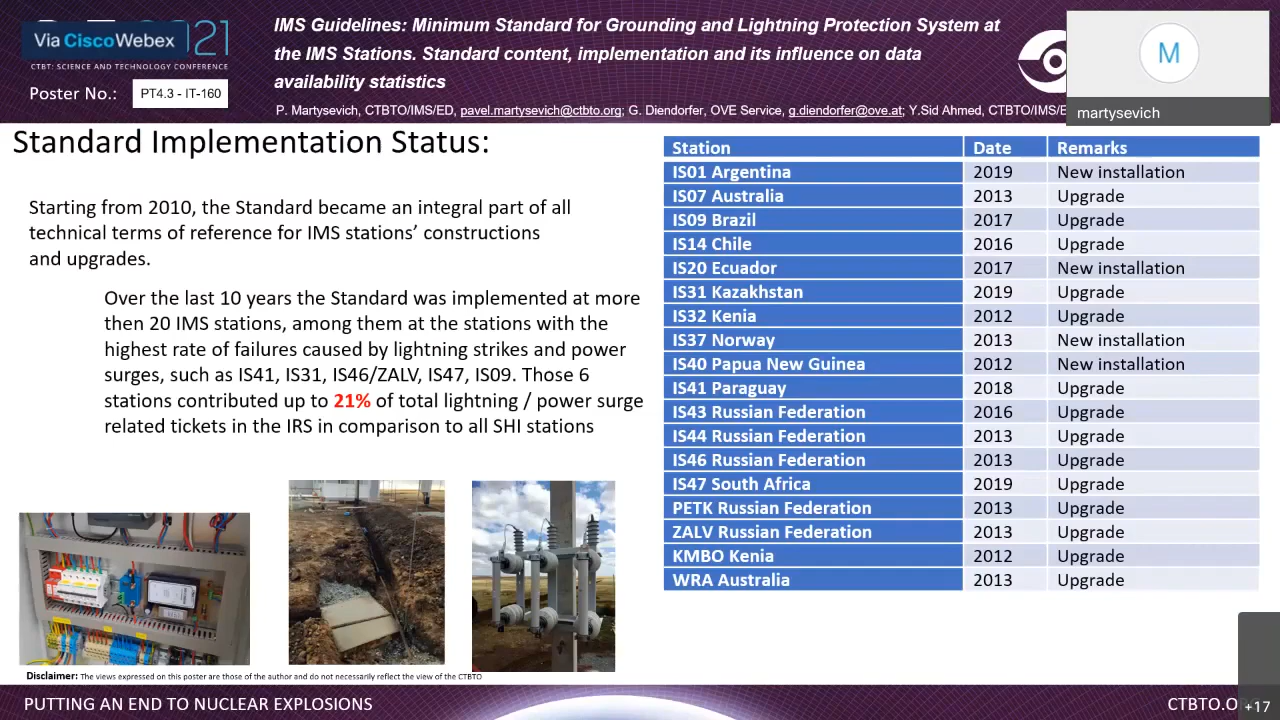 Via CiscoWebex
21
CTBT: SCIENCE AND TECHNOLOGY CONFERENCE
Poster No.: PT4.3 - IT-160
IMS Guidelines: Minimum Standard for Grounding and Lightning Protection System at
the IMS Stations. Standard content, implementation and its influence on data
availability statistics
P. Martysevich, CTBTO/IMS/ED, pavel.martysevich@ctbto.org; G. Diendorfer, OVE Service, g.diendorfer@ove.at; Y.Sid Ahmed, CTBTO/IMS/E
M
martysevich
Standard Implementation Status:
Starting from 2010, the Standard became an integral part of all
technical terms of reference for IMS stations’ constructions
and upgrades.
Over the last 10 years the Standard was implemented at more
then 20 IMS stations, among them at the stations with the
highest rate of failures caused by lightning strikes and power
surges, such as IS41, IS31, IS46/ZALV, IS47, IS09. Those 6
stations contributed up to 21% of total lightning / power surge
related tickets in the IRS in comparison to all SHI stations
Station Date Remarks
IS01 Argentina 2019 New installation
IS07 Australia 2013 Upgrade
IS09 Brazil 2017 Upgrade
IS14 Chile 2016 Upgrade
IS20 Ecuador 2017 New installation
IS31 Kazakhstan 2019 Upgrade
IS32 Kenia 2012 Upgrade
IS37 Norway 2013 New installation
IS40 Papua New Guinea 2012 New installation
IS41 Paraguay 2018 Upgrade
IS43 Russian Federation 2016 Upgrade
IS44 Russian Federation 2013 Upgrade
IS46 Russian Federation 2013 Upgrade
IS47 South Africa 2019 Upgrade
PETK Russian Federation 2013 Upgrade
ZALV Russian Federation 2013 Upgrade
KMBO Kenia 2012 Upgrade
WRA Australia 2013 Upgrade
Disclaimer: The views expressed on this poster are those of the author and do not necessarily reflect the view of the CTBTO
PUTTING AN END TO NUCLEAR EXPLOSIONS
CTBTO.O
+17